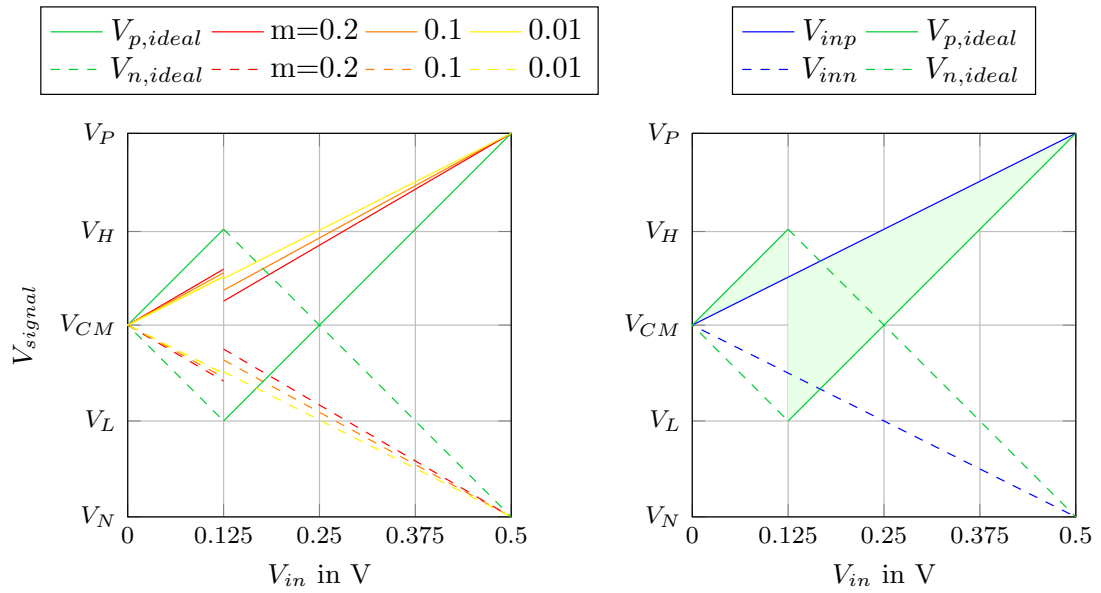 V_{p,ideal} m=0.2 0.1 0.01
V_{n,ideal} m=0.2 0.1 0.01
V_{inp} V_{p,ideal}
V_{inn} V_{n,ideal}
V_P
V_H
V_{CM}
V_L
V_N
V_{signal}
0 0.125 0.25 0.375 0.5
V_{in} in V
V_P
V_H
V_{CM}
V_L
V_N
0 0.125 0.25 0.375 0.5
V_{in} in V